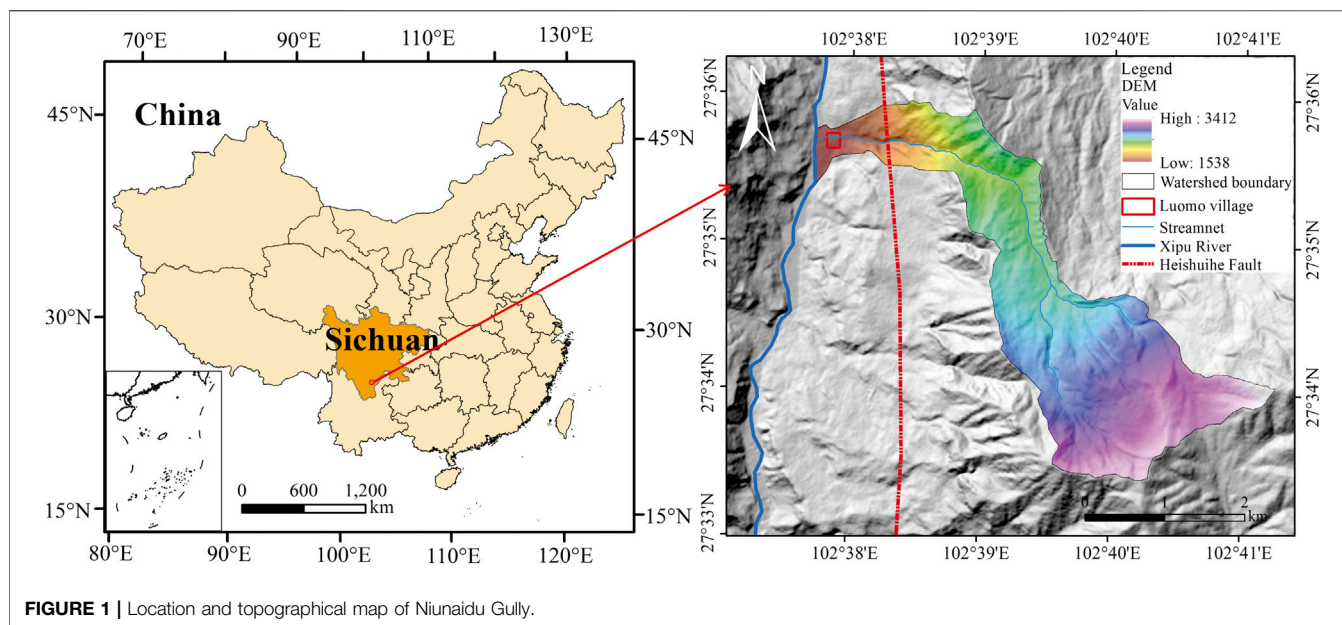 70°E 90°E 110°E 130°E
China
45°N
45°N
30°N
30°N
Sichuan
15°N
15°N
0 600 1,200
km
80°E 90°E 100°E 110°E 120°E
102°38'E 102°39'E 102°40'E 102°41'E
27°36'N
27°35'N
27°34'N
27°33'N
N
Legend
DEM
Value
High : 3412
Low: 1538
Watershed boundary
Luomo village
Streamnet
Xipu River
Heishuihe Fault
27°36'N
27°35'N
27°34'N
27°33'N
0 1 2
km
102°38'E 102°39'E 102°40'E 102°41'E
FIGURE 1 | Location and topographical map of Niunaidu Gully.